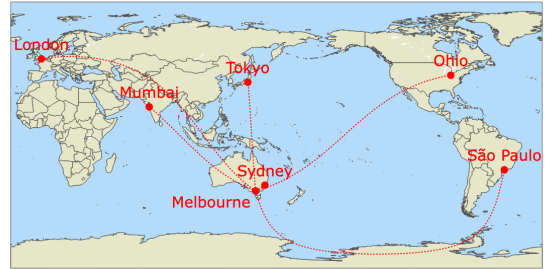 London
Tokyo
Ohio
Mumbai
São Paulo
Sydney
Melbourne